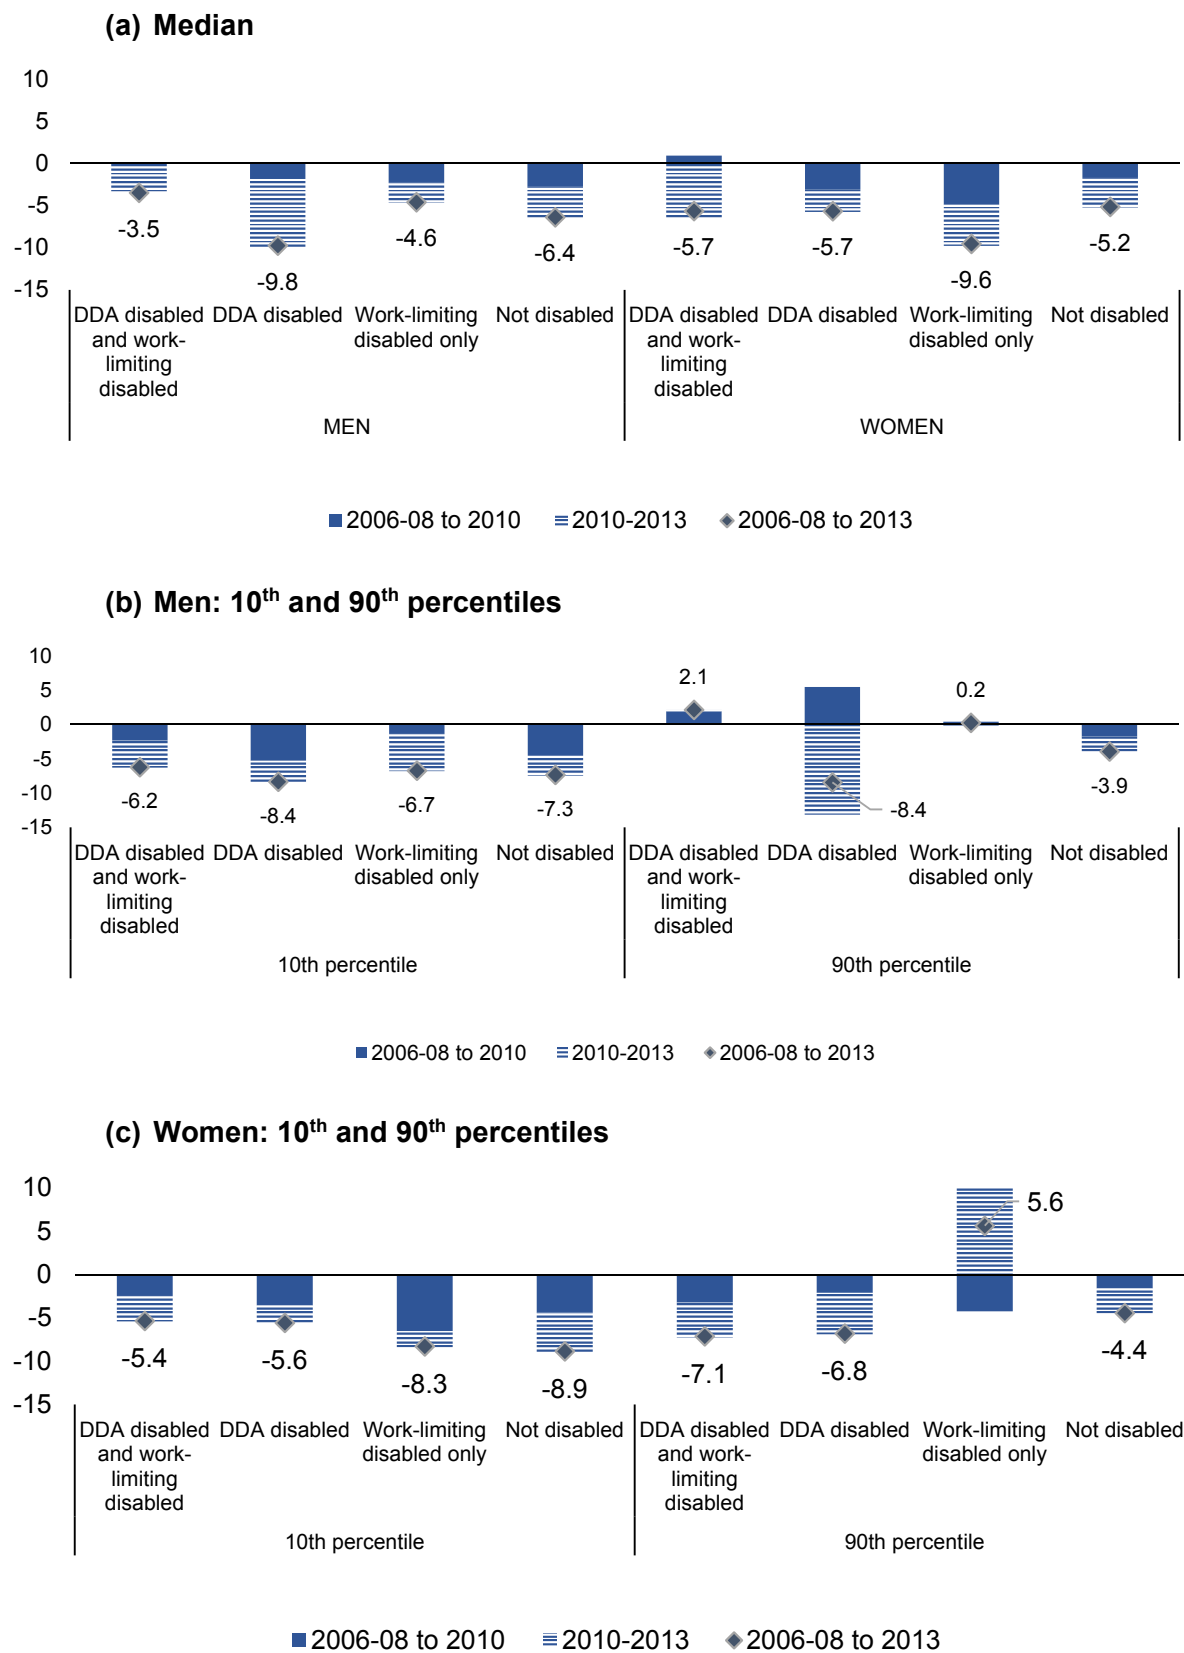 (a) Median
10
5
0
-5
-10
-15
-3.5
-9.8
-4.6
-6.4
-5.7
-5.7
-9.6
-5.2
DDA disabled and work-limiting disabled
DDA disabled
Work-limiting disabled only
Not disabled
DDA disabled and work-limiting disabled
DDA disabled
Work-limiting disabled only
Not disabled
MEN
WOMEN
2006-08 to 2010
2010-2013
2006-08 to 2013
(b) Men: 10th and 90th percentiles
10
5
0
-5
-10
-15
-6.2
-8.4
-6.7
-7.3
2.1
-8.4
0.2
-3.9
DDA disabled and work-limiting disabled
DDA disabled
Work-limiting disabled only
Not disabled
DDA disabled and work-limiting disabled
DDA disabled
Work-limiting disabled only
Not disabled
10th percentile
90th percentile
2006-08 to 2010
2010-2013
2006-08 to 2013
(c) Women: 10th and 90th percentiles
10
5
0
-5
-10
-15
-5.4
-5.6
-8.3
-8.9
-7.1
-6.8
5.6
-4.4
DDA disabled and work-limiting disabled
DDA disabled
Work-limiting disabled only
Not disabled
DDA disabled and work-limiting disabled
DDA disabled
Work-limiting disabled only
Not disabled
10th percentile
90th percentile
2006-08 to 2010
2010-2013
2006-08 to 2013